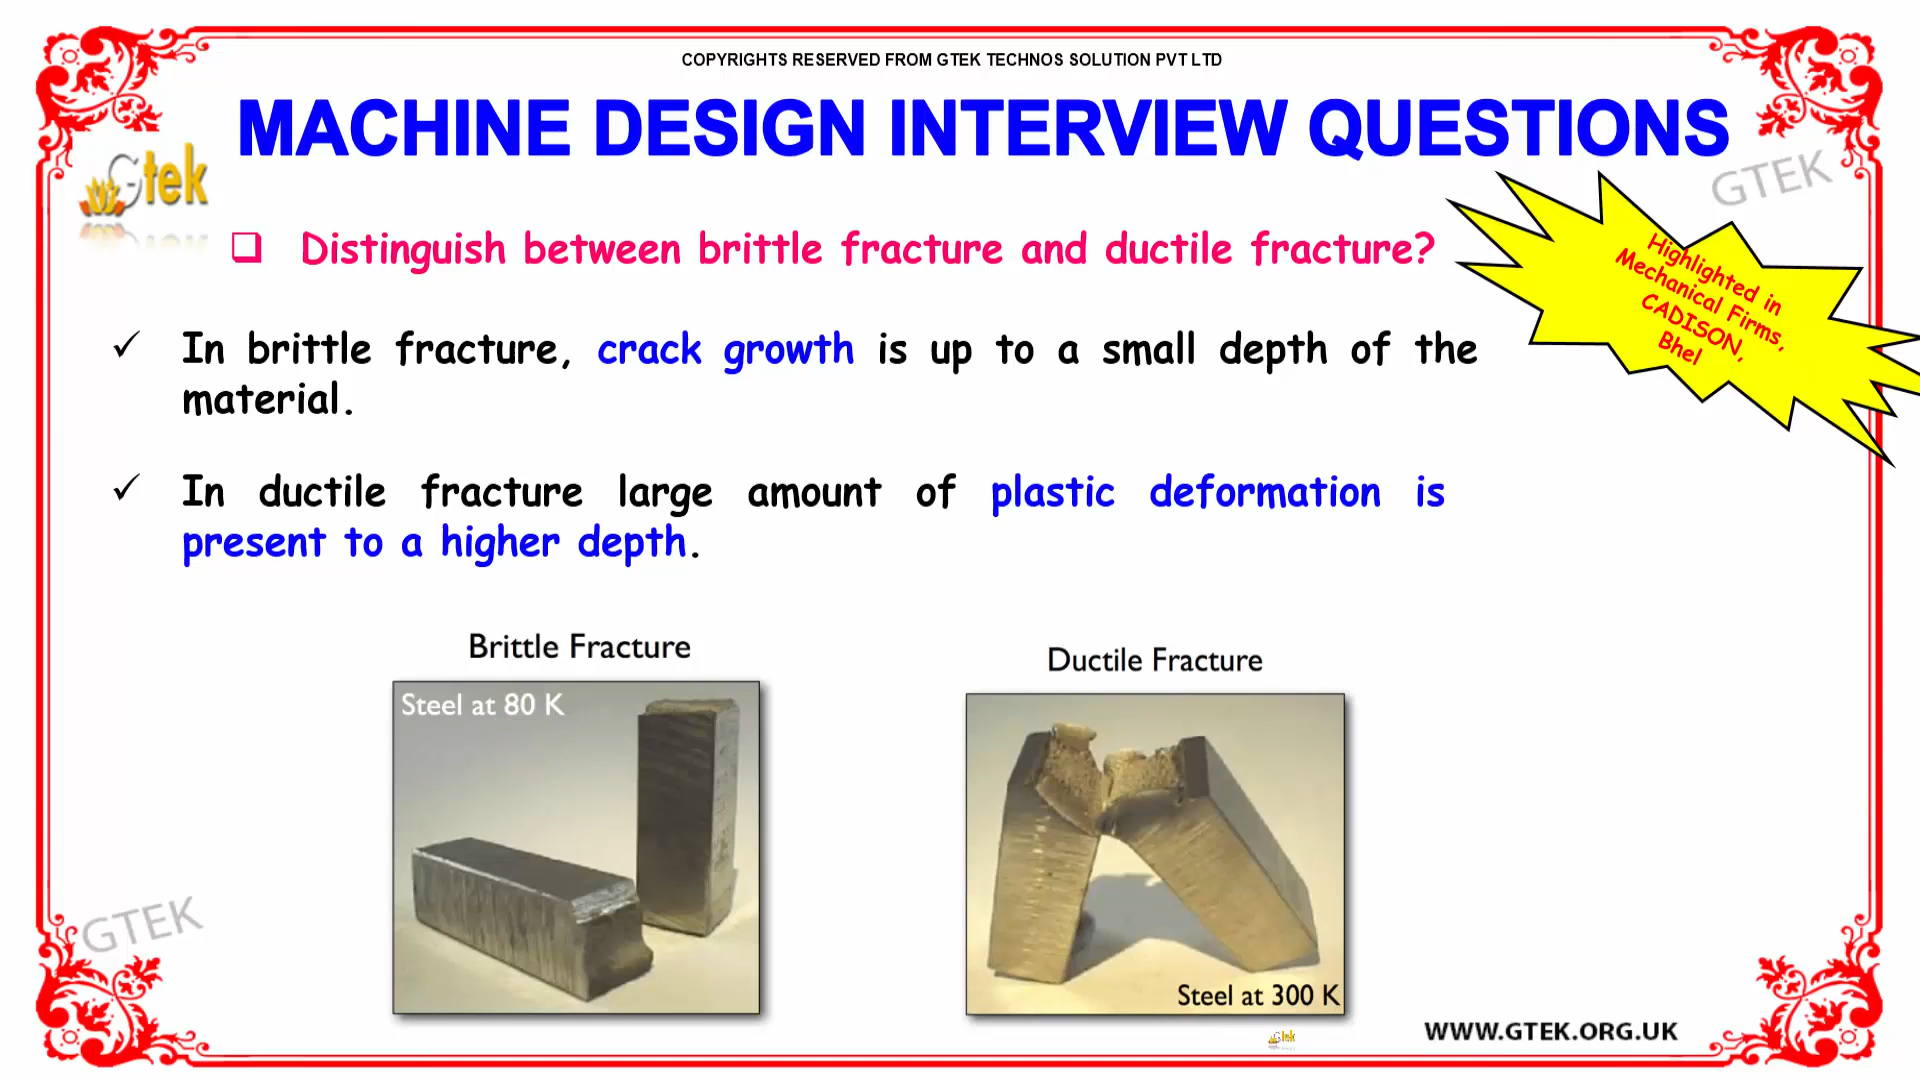 COPYRIGHTS RESERVED FROM GTEK TECHNOS SOLUTION PVT LTD
MACHINE DESIGN INTERVIEW QUESTIONS
Gtek
GTEK
Distinguish between brittle fracture and ductile fracture?
Highlighted in
Mechanical Firms,
CADISON,
Bhel
In brittle fracture, crack growth is up to a small depth of the
material.
In ductile fracture large amount of plastic deformation is
present to a higher depth.
Brittle Fracture
Ductile Fracture
Steel at 80 K
Steel at 300 K
GTEK
Gtek
WWW.GTEK.ORG.UK